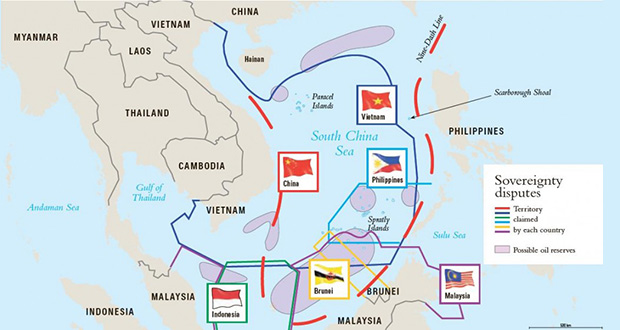 CHINA
VIETNAM
MYANMAR
LAOS
Hainan
Nine-Dash Line
Paracel
Islands
Scarborough Shoal
Vietnam
THAILAND
South China
Sea
PHILIPPINES
CAMBODIA
China
Philippines
Sovereignty
disputes
Territory
claimed
by each country
Possible oil reserves
Gulf of
Thailand
Andaman Sea
VIETNAM
Spratly
Islands
Sulu Sea
MALAYSIA
INDONESIA
Indonesia
Brunei
BRUNEI
Malaysia
MALAYSIA